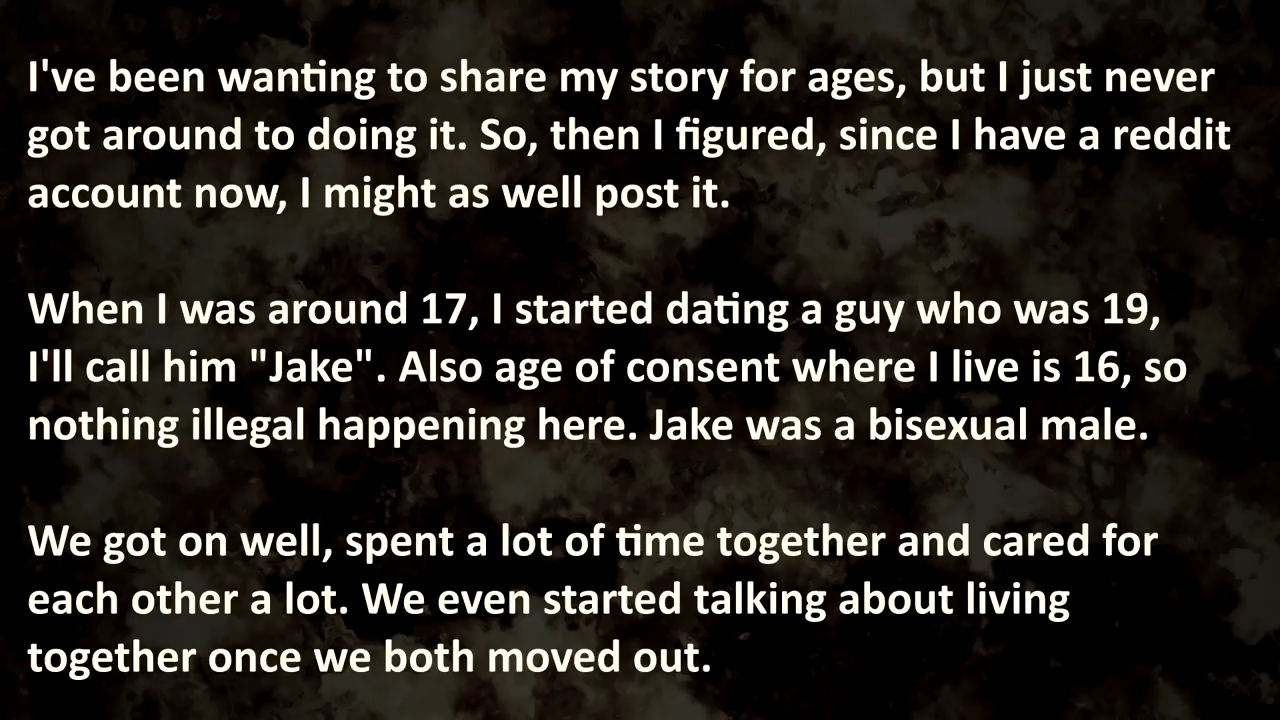 I've been wanting to share my story for ages, but I just never
got around to doing it. So, then I figured, since I have a reddit
account now, I might as well post it.
When I was around 17, I started dating a guy who was 19,
I'll call him "Jake". Also age of consent where I live is 16, so
nothing illegal happening here. Jake was a bisexual male.
We got on well, spent a lot of time together and cared for
each other a lot. We even started talking about living
together once we both moved out.